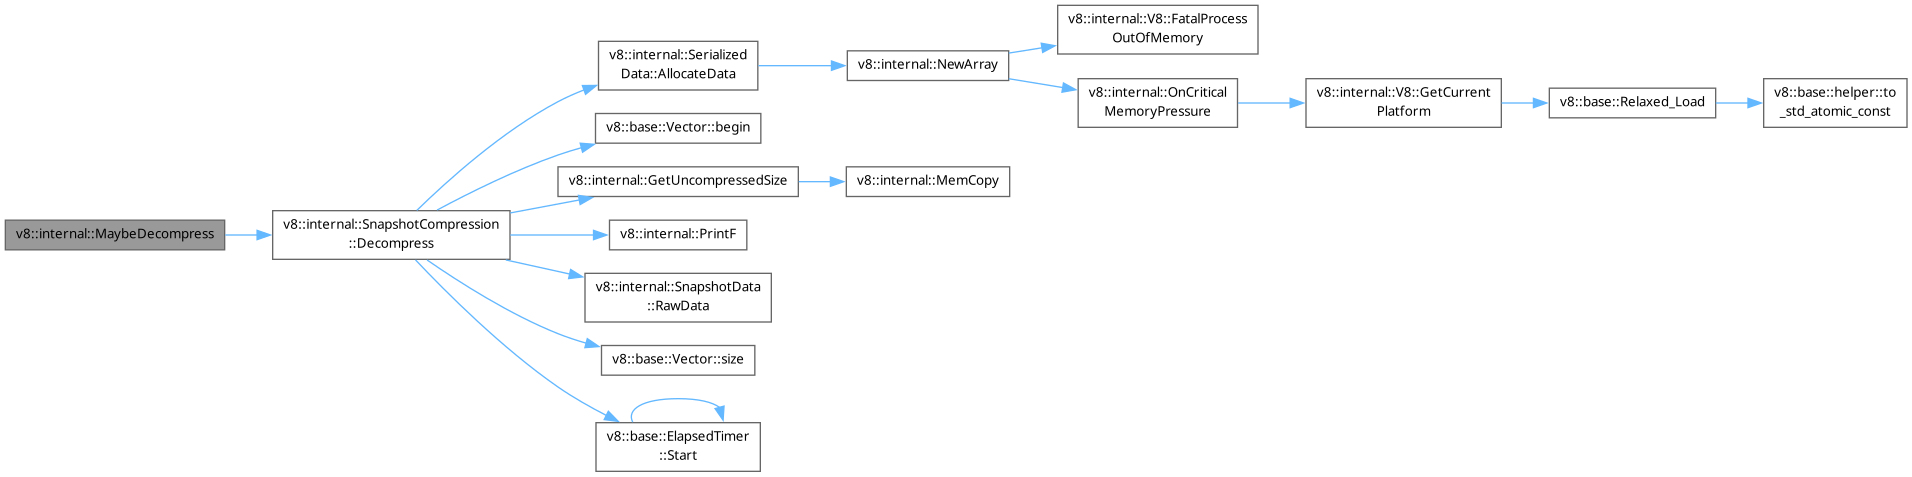 v8::internal::MaybeDecompress
v8::internal::SnapshotCompression
::Decompress
v8::internal::Serialized
Data::AllocateData
v8::base::Vector::begin
v8::internal::GetUncompressedSize
v8::internal::PrintF
v8::internal::SnapshotData
::RawData
v8::base::Vector::size
v8::base::ElapsedTimer
::Start
v8::internal::NewArray
v8::internal::MemCopy
v8::internal::V8::FatalProcess
OutOfMemory
v8::internal::OnCritical
MemoryPressure
v8::internal::V8::GetCurrent
Platform
v8::base::Relaxed_Load
v8::base::helper::to
_std_atomic_const